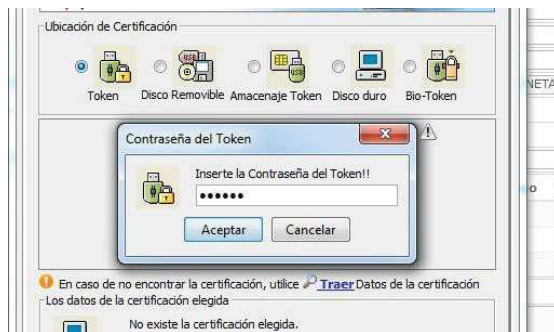 Ubicación de Certificación
Token Disco Removible Amacenaje Token Disco duro Bio-Token
NETA
Contraseña del Token
Inserte la Contraseña del Token!!
••••••
Aceptar Cancelar
o
En caso de no encontrar la certificación, utilice Traer Datos de la certificación
Los datos de la certificación elegida
No existe la certificación elegida.